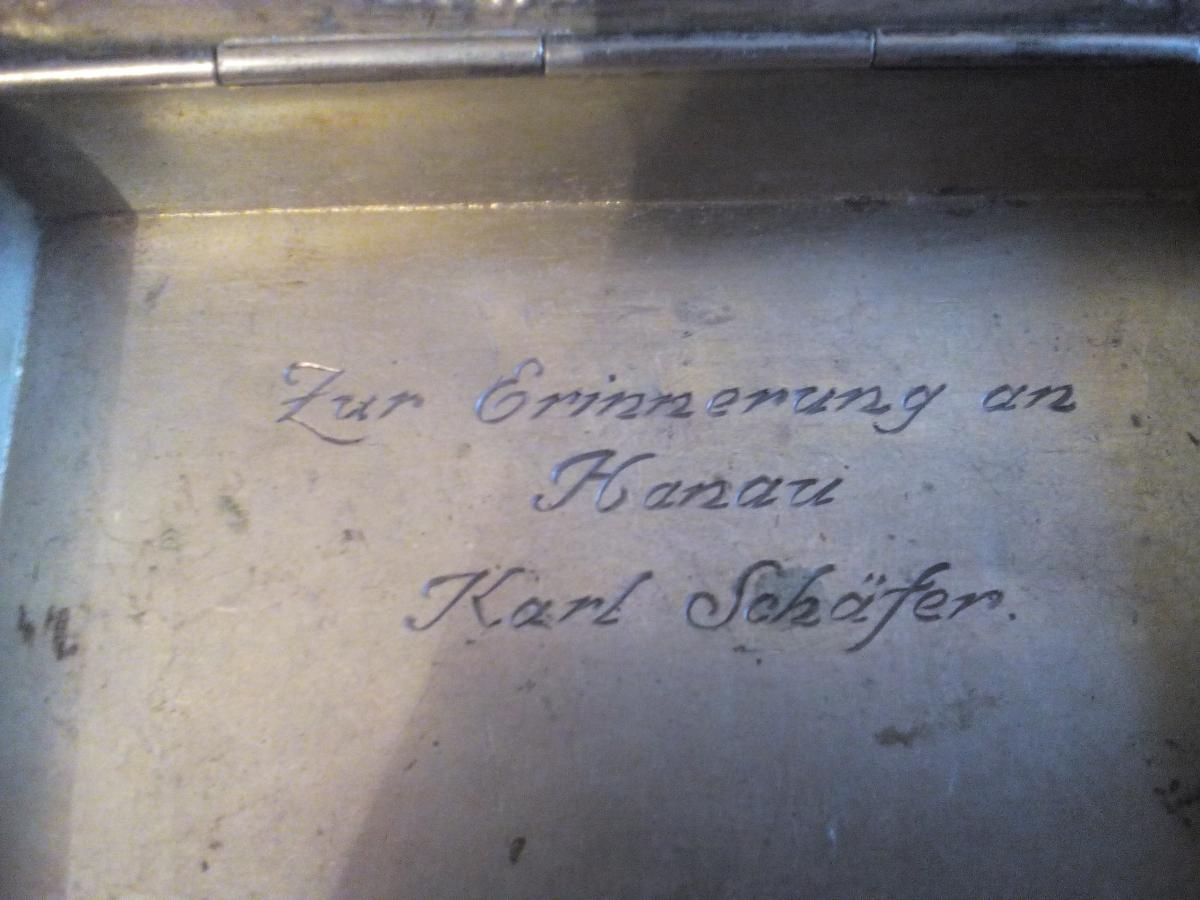 Zur Erinnerung an
Hanau
Karl Schäfer.